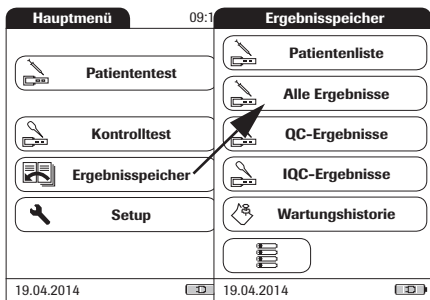 Hauptmenü
09:1
Patiententest
Kontrolltest
Ergebnisspeicher
Setup
19.04.2014
Ergebnisspeicher
Patientenliste
Alle Ergebnisse
QC-Ergebnisse
IQC-Ergebnisse
Wartungshistorie
19.04.2014